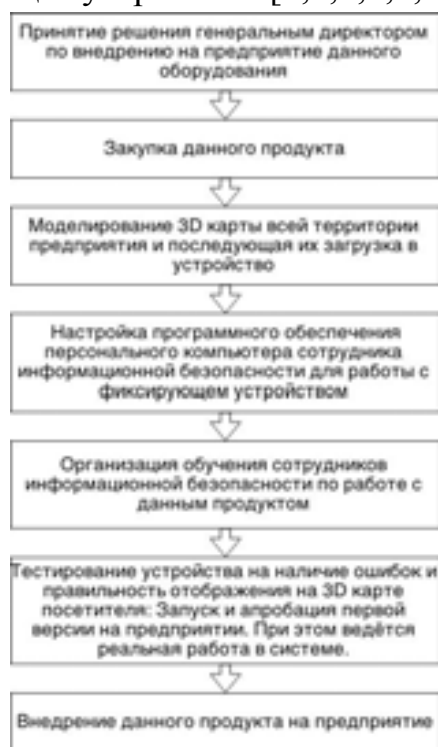 Принятие решения генеральным директором
по внедрению на предприятие данного
оборудования
Закупка данного продукта
Моделирование 3D карты всей территории
предприятия и последующая их загрузка в
устройство
Настройка программного обеспечения
персонального компьютера сотрудника
информационной безопасности для работы с
фиксирующем устройством
Организация обучения сотрудников
информационной безопасности по работе с
данным продуктом
Тестирование устройства на наличие ошибок и
правильность отображения на 3D карте
посетителя: Запуск и апробация первой
версии на предприятии. При этом ведётся
реальная работа в системе.
Внедрение данного продукта на предприятие